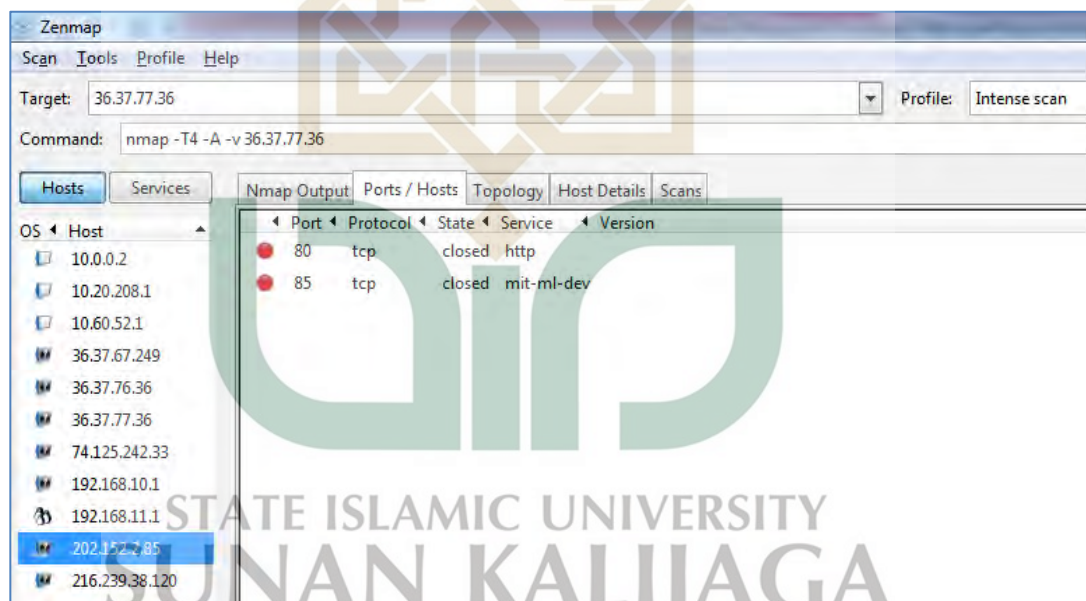 Zenmap
Scan Tools Profile Help
Target: 36.37.77.36 Profile: Intense scan
Command: nmap -T4 -A -v 36.37.77.36
Hosts Services
Nmap Output Ports / Hosts Topology Host Details Scans
OS Host
Port Protocol State Service Version
80 tcp closed http
85 tcp closed mit-ml-dev
10.0.0.2
10.20.208.1
10.60.52.1
36.37.67.249
36.37.76.36
36.37.77.36
74.125.242.33
192.168.10.1
192.168.11.1
202.152.2.85
216.239.38.120
STATE ISLAMIC UNIVERSITY
SUNAN KALIJAGA